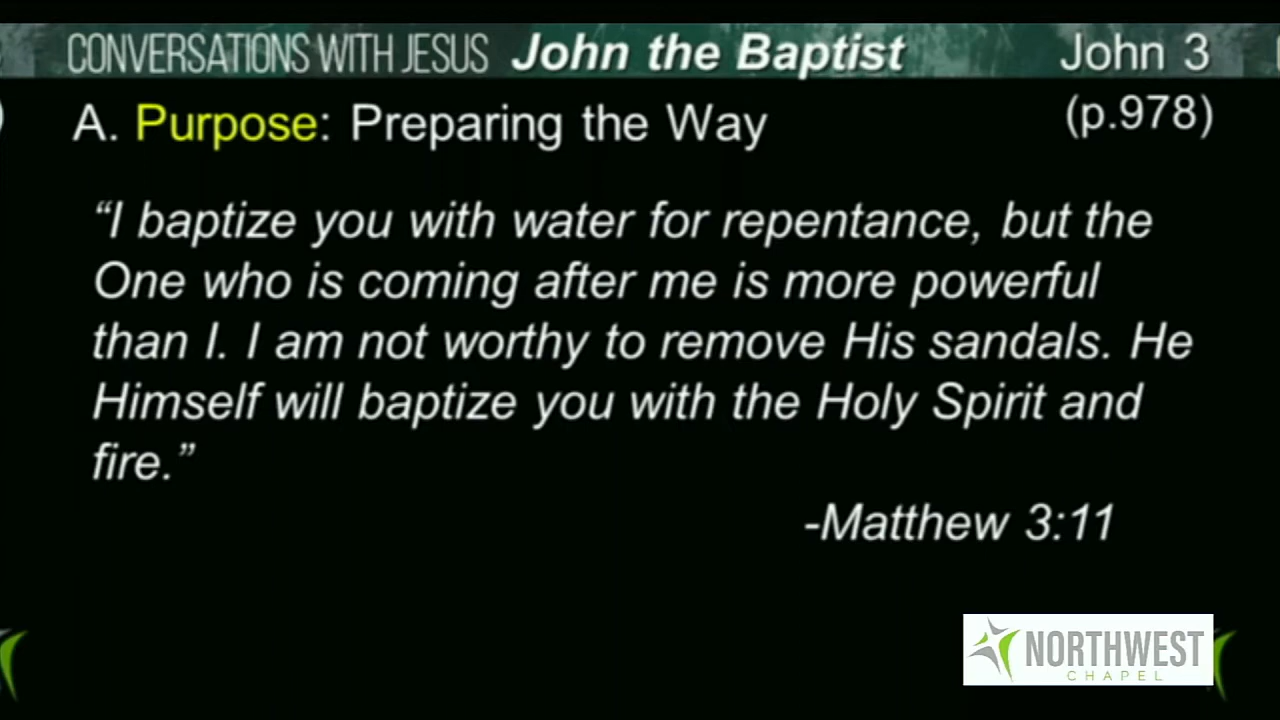 CONVERSATIONS WITH JESUS John the Baptist John 3
A. Purpose: Preparing the Way (p.978)
“I baptize you with water for repentance, but the
One who is coming after me is more powerful
than I. I am not worthy to remove His sandals. He
Himself will baptize you with the Holy Spirit and
fire.”
-Matthew 3:11
NORTHWEST
CHAPEL